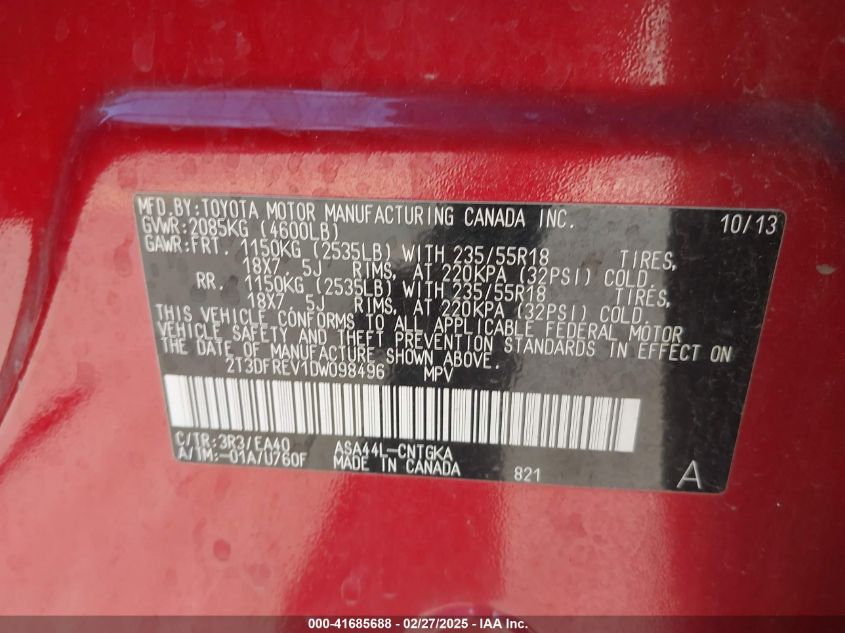 MFD.BY:TOYOTA MOTOR MANUFACTURING CANADA INC. 10/13
GVWR:2085KG (4600LB)
GAWR:FRT. 1150KG (2535LB) WITH 235/55R18 TIRES,
18X7. 5J RIMS, AT 220KPA (32PSI) COLD.
RR. 1150KG (2535LB) WITH 235/55R18 TIRES,
18X7. 5J RIMS, AT 220KPA (32PSI) COLD.
THIS VEHICLE CONFORMS TO ALL APPLICABLE FEDERAL MOTOR
VEHICLE SAFETY AND THEFT PREVENTION STANDARDS IN EFFECT ON
THE DATE OF MANUFACTURE SHOWN ABOVE.
2T3DFREV1DW098496 MPV
C/TR:3R3/EA40 ASA44L-CNTGKA
A/TM:-01A/U760F MADE IN CANADA 821 A
000-41685688 - 02/27/2025 - IAA Inc.